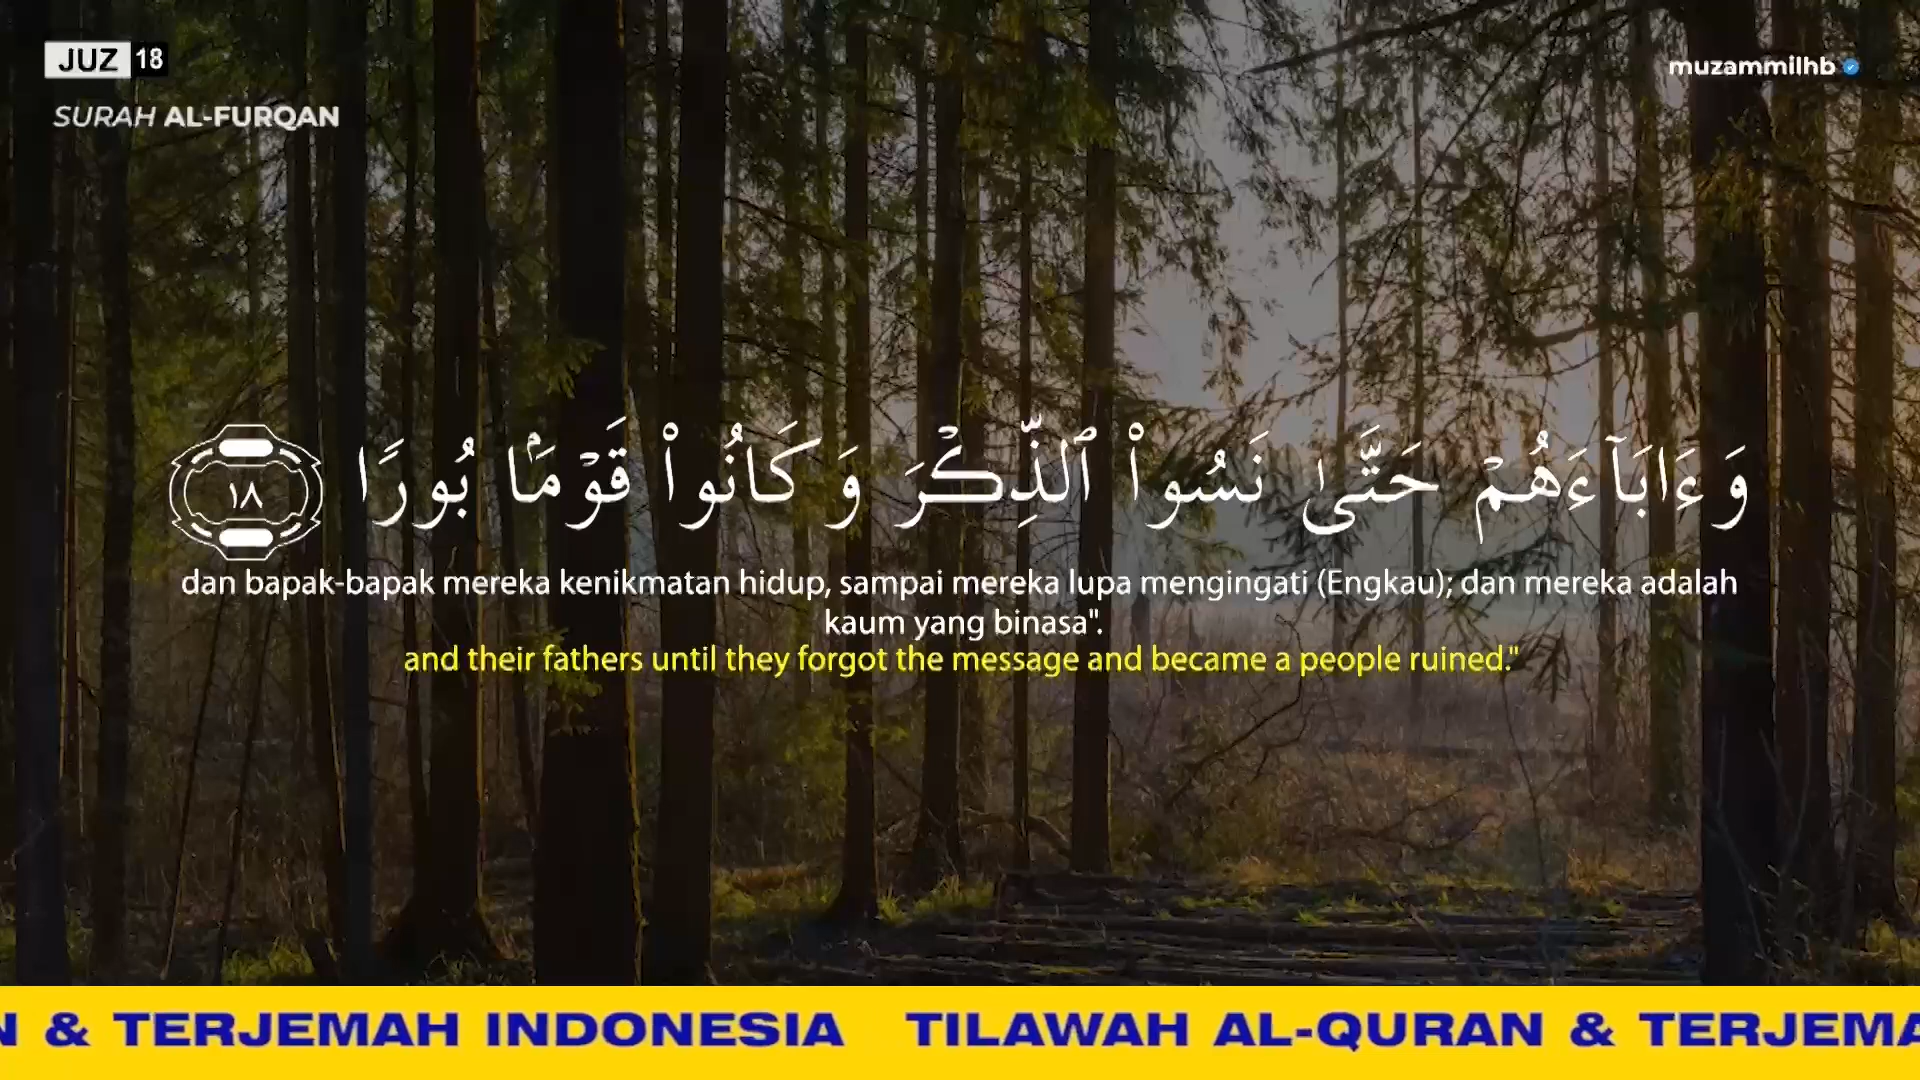 JUZ 18
muzammilhb
SURAH AL-FURQAN
وَءَابَآءَهُمْ حَتَّىٰ نَسُوا۟ ٱلذِّكْرَ وَكَانُوا۟ قَوْمًۢا بُورًا ١٨
dan bapak-bapak mereka kenikmatan hidup, sampai mereka lupa mengingati (Engkau); dan mereka adalah
kaum yang binasa".
and their fathers until they forgot the message and became a people ruined."
N & TERJEMAH INDONESIA TILAWAH AL-QURAN & TERJEMA